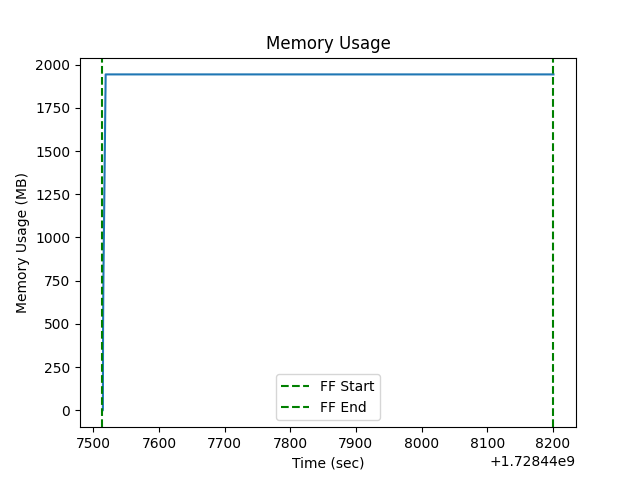 Memory Usage
2000
1750
1500
1250
1000
750
500
250
0
Memory Usage (MB)
FF Start
FF End
7500 7600 7700 7800 7900 8000 8100 8200
Time (sec)
+1.72844e9